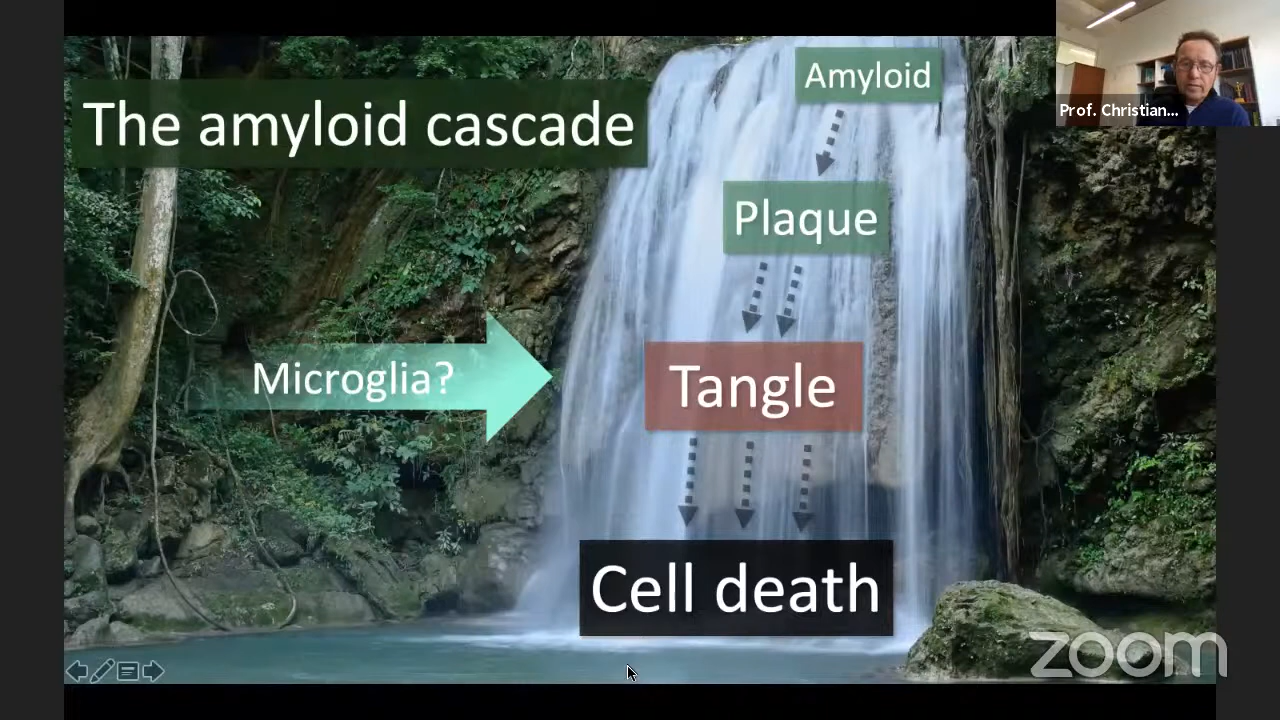 The amyloid cascade
Amyloid
Prof. Christian...
Plaque
Microglia?
Tangle
Cell death
zoom